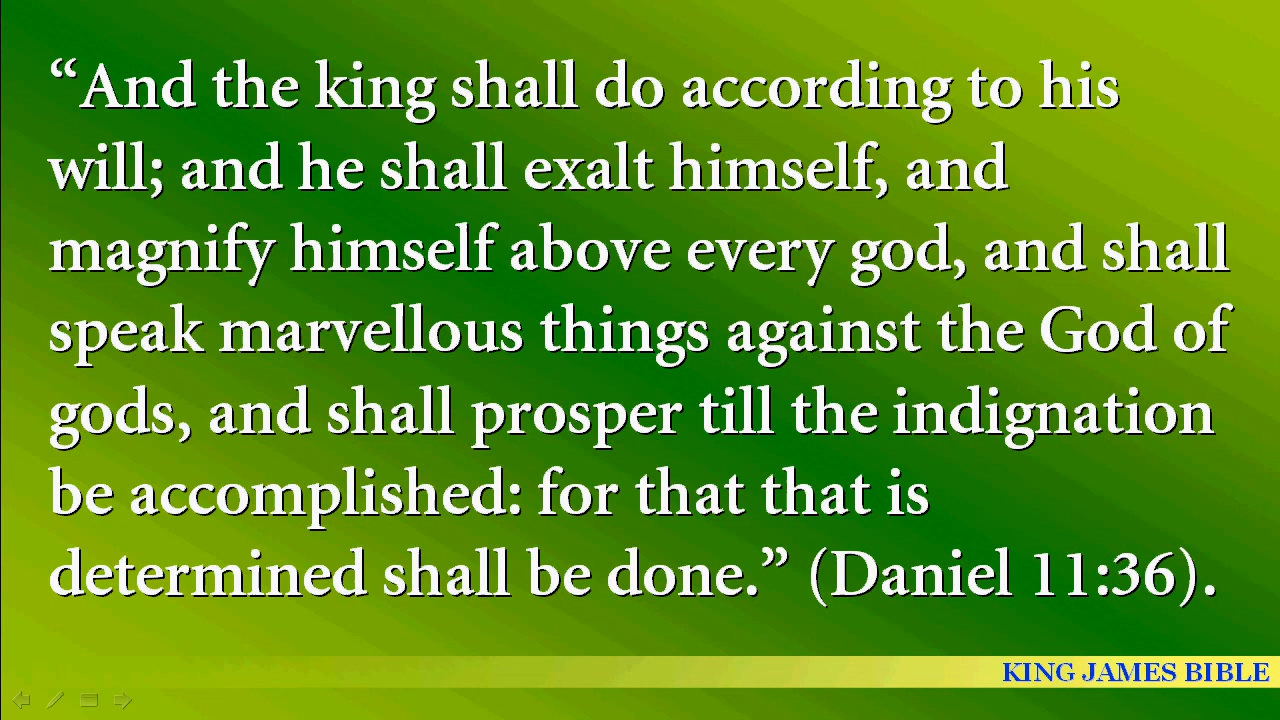 “And the king shall do according to his
will; and he shall exalt himself, and
magnify himself above every god, and shall
speak marvellous things against the God of
gods, and shall prosper till the indignation
be accomplished: for that that is
determined shall be done.” (Daniel 11:36).
KING JAMES BIBLE